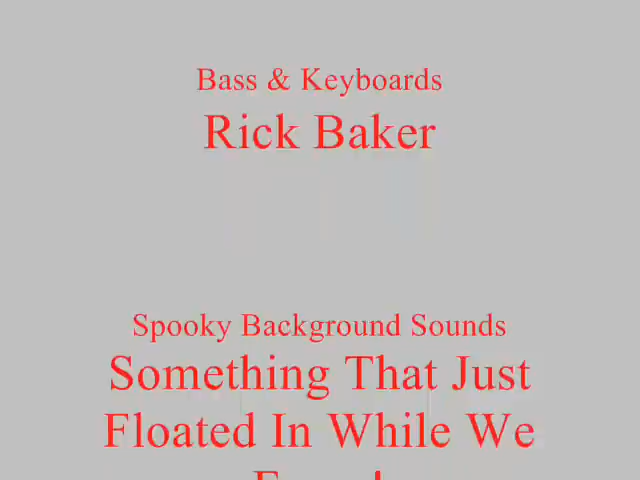 Bass & Keyboards
Rick Baker
Spooky Background Sounds
Something That Just
Floated In While We